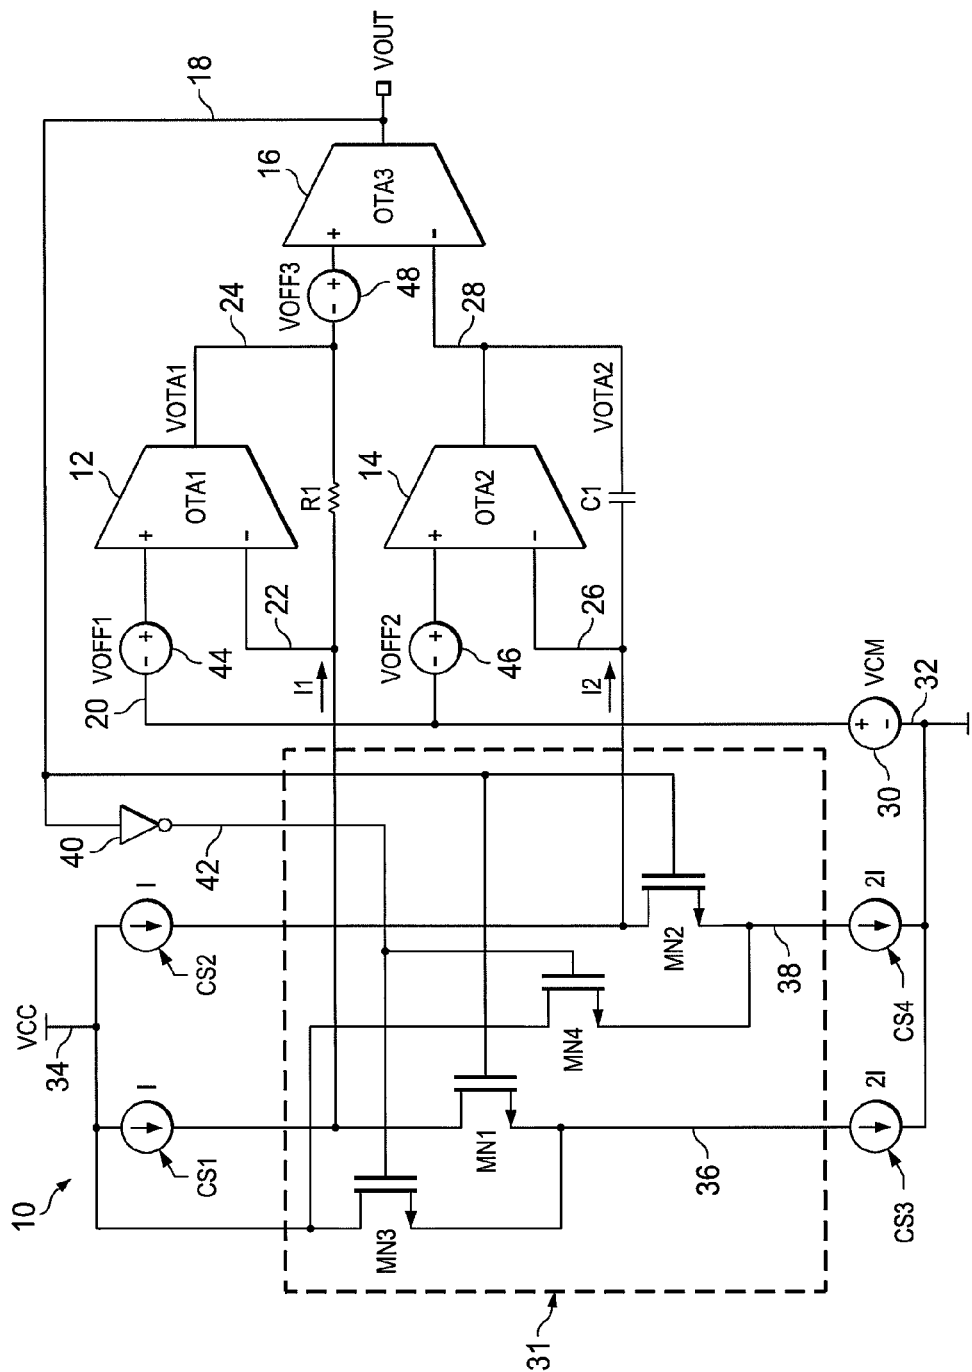 18
VOUT
16
OTA3
+
-
VOFF3
- +
48
24
28
VOTA1
VOTA2
12
OTA1
+
-
R1
14
OTA2
+
-
C1
VOFF1
- +
44
20
22
I1
VOFF2
- +
46
26
I2
VCM
+ -
32
30
40
42
VCC
34
I
CS2
I
CS1
10
MN2
38
MN4
MN1
36
MN3
2I
CS4
2I
CS3
31